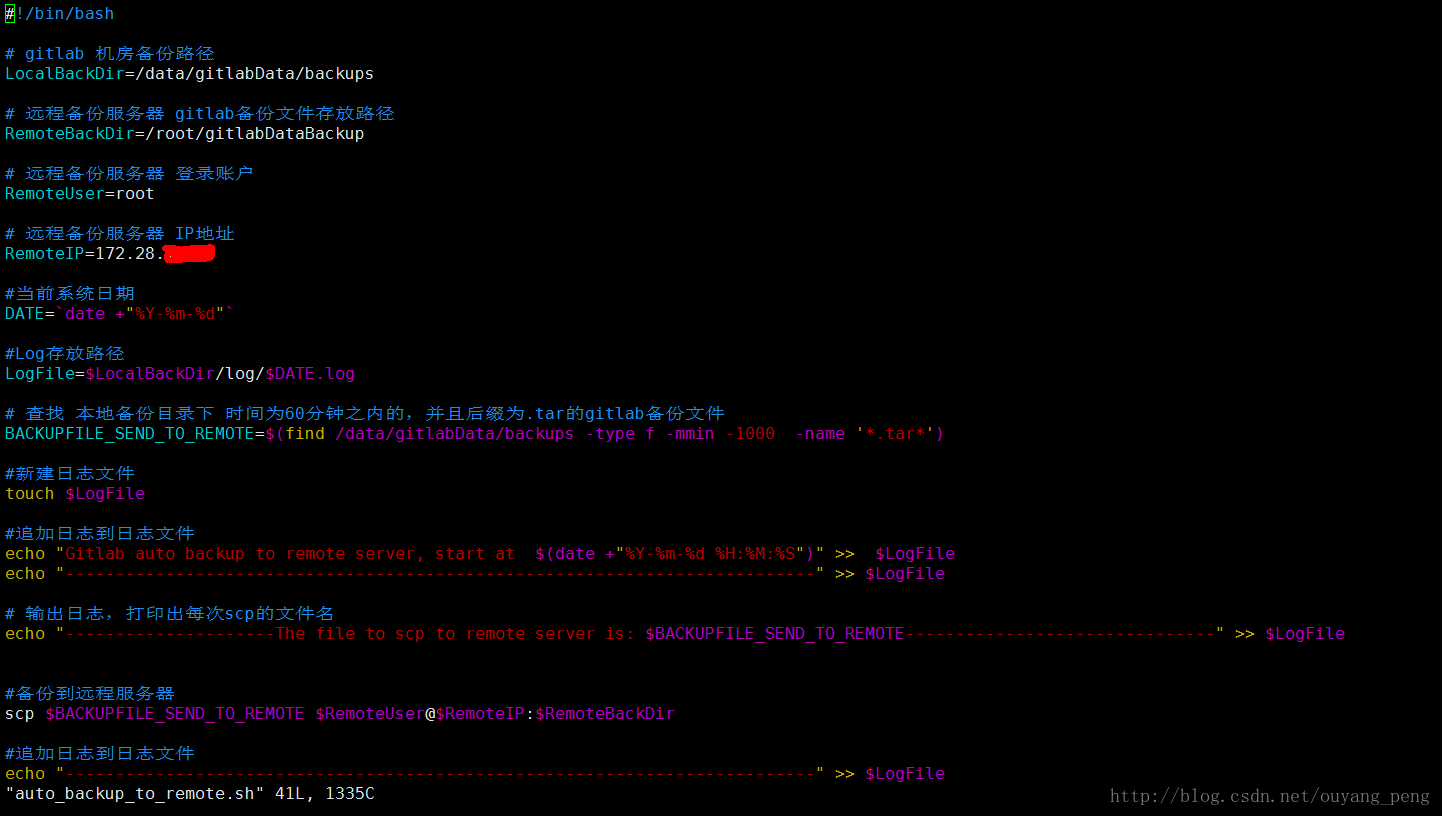 #!/bin/bash
# gitlab 机房备份路径
LocalBackDir=/data/gitlabData/backups
# 远程备份服务器 gitlab备份文件存放路径
RemoteBackDir=/root/gitlabDataBackup
# 远程备份服务器 登录账户
RemoteUser=root
# 远程备份服务器 IP地址
RemoteIP=172.28.
#当前系统日期
DATE=`date +"%Y-%m-%d"`
#Log存放路径
LogFile=$LocalBackDir/log/$DATE.log
# 查找 本地备份目录下 时间为60分钟之内的，并且后缀为.tar的gitlab备份文件
BACKUPFILE_SEND_TO_REMOTE=$(find /data/gitlabData/backups -type f -mmin -1000  -name '*.tar*')
#新建日志文件
touch $LogFile
#追加日志到日志文件
echo "Gitlab auto backup to remote server, start at  $(date +"%Y-%m-%d %H:%M:%S")" >>  $LogFile
echo "---------------------------------------------------------------------------" >> $LogFile
# 输出日志，打印出每次scp的文件名
echo "---------------------The file to scp to remote server is: $BACKUPFILE_SEND_TO_REMOTE-------------------------------" >> $LogFile
#备份到远程服务器
scp $BACKUPFILE_SEND_TO_REMOTE $RemoteUser@$RemoteIP:$RemoteBackDir
#追加日志到日志文件
echo "---------------------------------------------------------------------------" >> $LogFile
"auto_backup_to_remote.sh" 41L, 1335C
http://blog.csdn.net/ouyang_peng